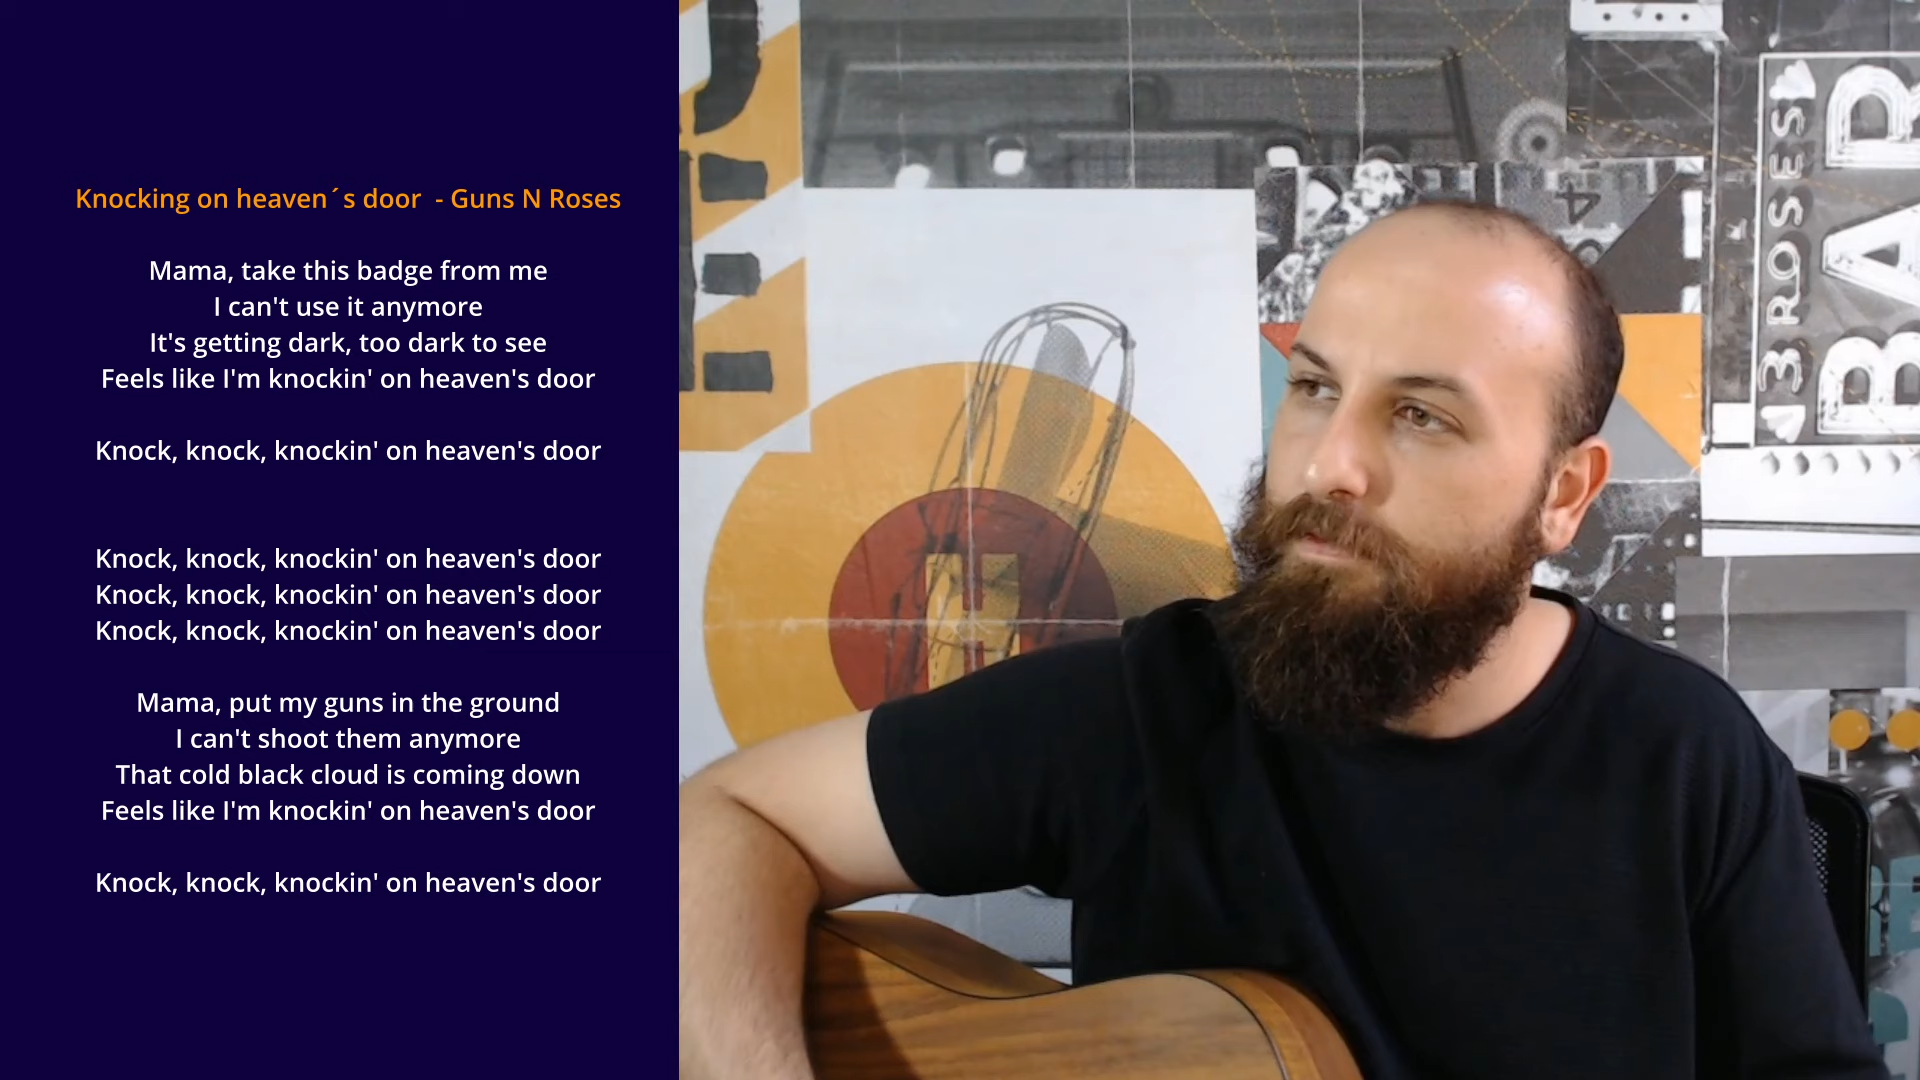 Knocking on heaven´s door - Guns N Roses
Mama, take this badge from me
I can't use it anymore
It's getting dark, too dark to see
Feels like I'm knockin' on heaven's door
Knock, knock, knockin' on heaven's door
Knock, knock, knockin' on heaven's door
Knock, knock, knockin' on heaven's door
Knock, knock, knockin' on heaven's door
Mama, put my guns in the ground
I can't shoot them anymore
That cold black cloud is coming down
Feels like I'm knockin' on heaven's door
Knock, knock, knockin' on heaven's door
13 ROSES
BAR
H